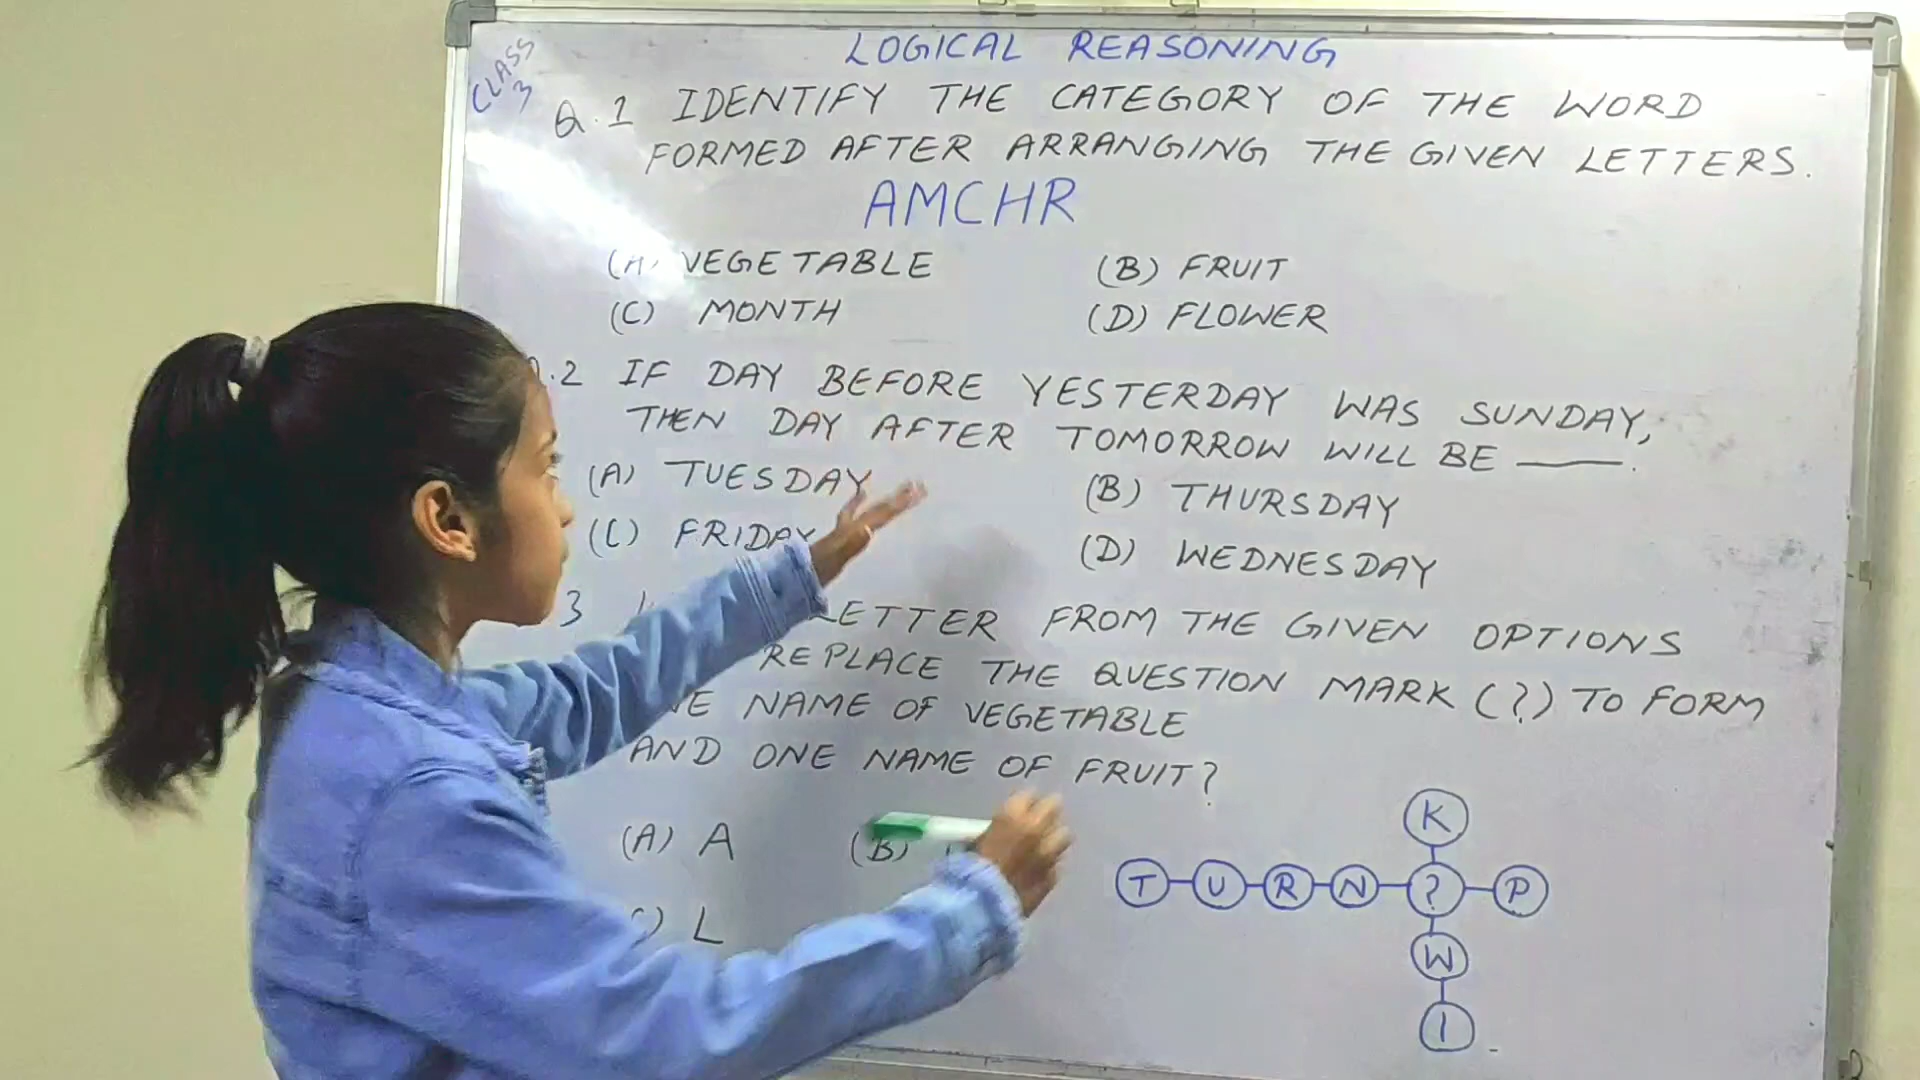 LOGICAL REASONING
CLASS
3
Q.1 IDENTIFY THE CATEGORY OF THE WORD
FORMED AFTER ARRANGING THE GIVEN LETTERS.
AMCHR
(A) VEGETABLE (B) FRUIT
(C) MONTH (D) FLOWER
.2 IF DAY BEFORE YESTERDAY WAS SUNDAY,
THEN DAY AFTER TOMORROW WILL BE ____.
(A) TUESDAY (B) THURSDAY
(C) FRIDAY (D) WEDNESDAY
3 LETTER FROM THE GIVEN OPTIONS
REPLACE THE QUESTION MARK (?) TO FORM
NAME OF VEGETABLE
AND ONE NAME OF FRUIT?
(A) A (B)
) L
K
T U R N ? P
W
I